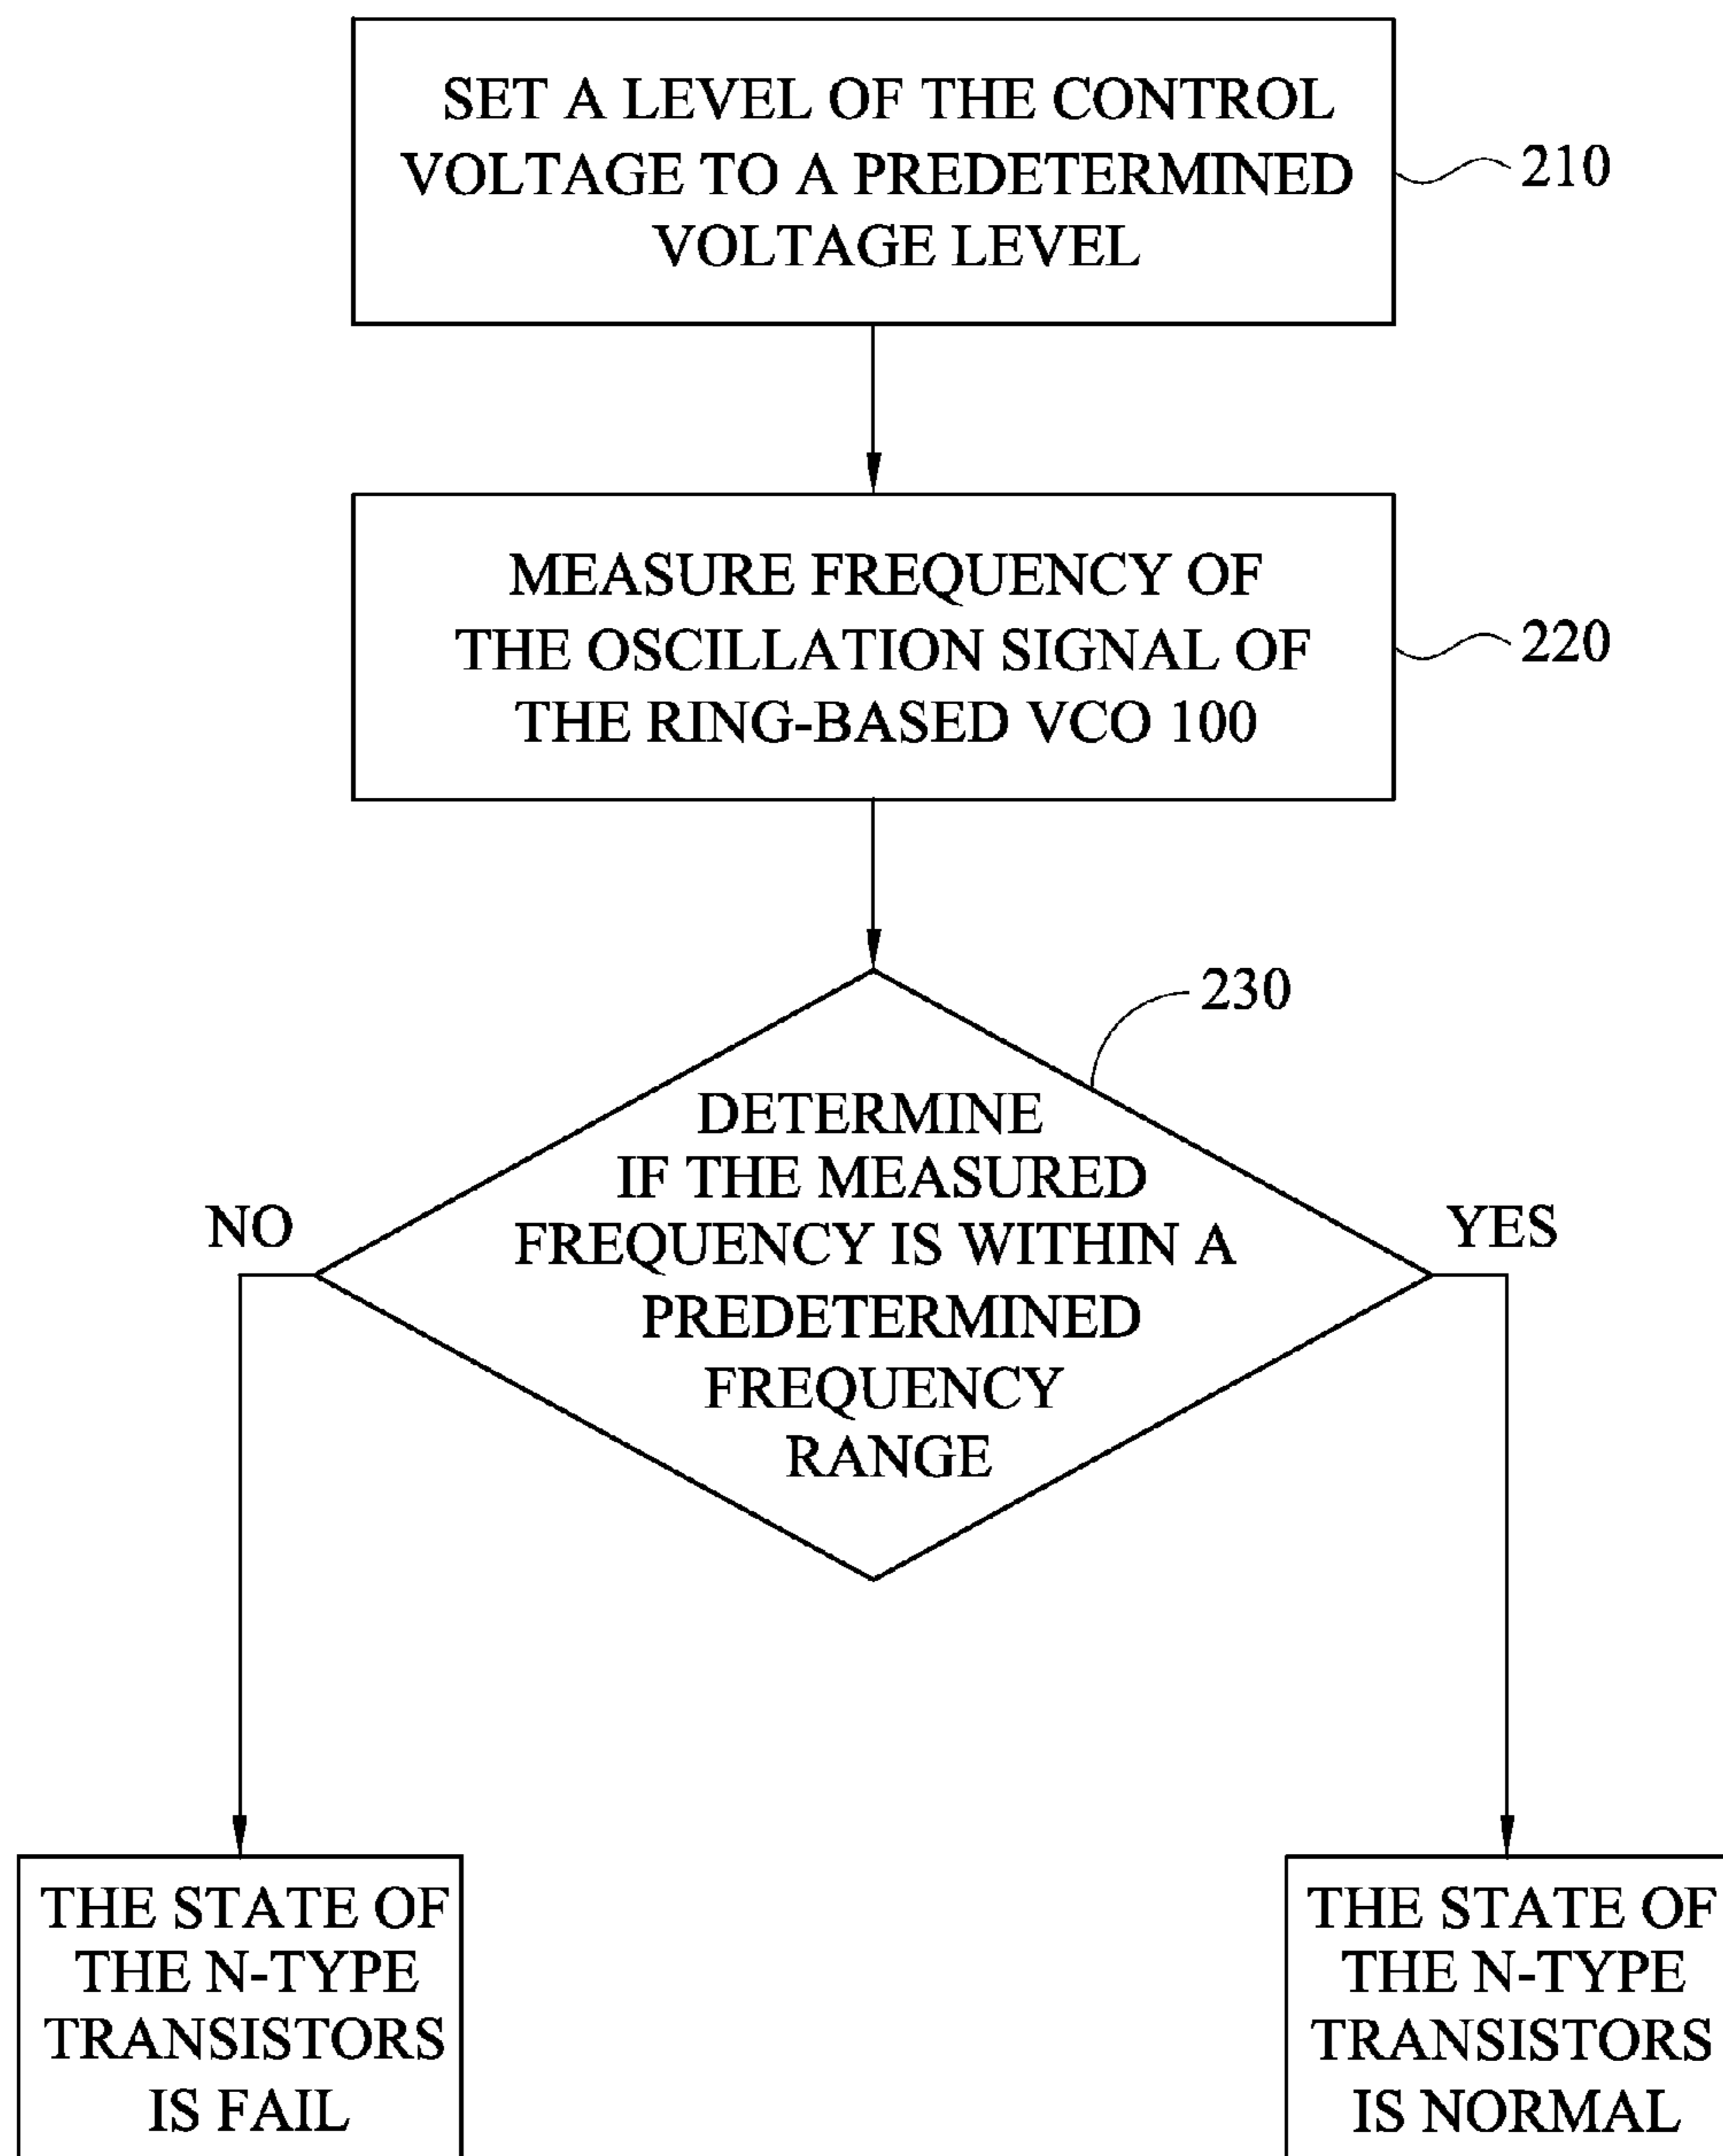 SET A LEVEL OF THE CONTROL
VOLTAGE TO A PREDETERMINED
VOLTAGE LEVEL
210
MEASURE FREQUENCY OF
THE OSCILLATION SIGNAL OF
THE RING-BASED VCO 100
220
230
DETERMINE
IF THE MEASURED
FREQUENCY IS WITHIN A
PREDETERMINED
FREQUENCY
RANGE
NO
YES
THE STATE OF
THE N-TYPE
TRANSISTORS
IS FAIL
THE STATE OF
THE N-TYPE
TRANSISTORS
IS NORMAL